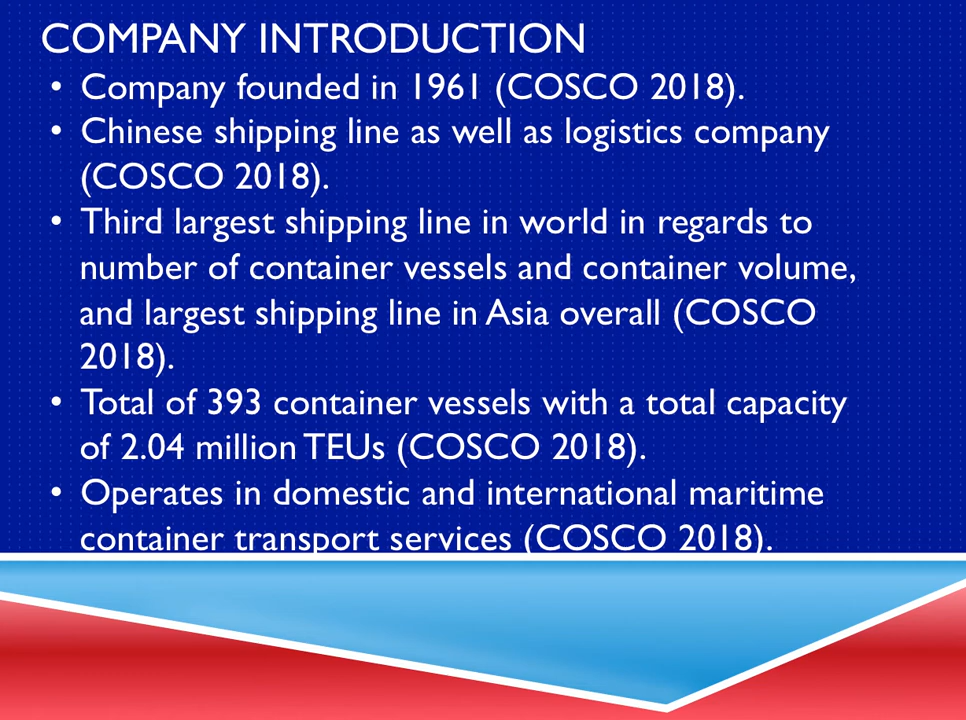 COMPANY INTRODUCTION
• Company founded in 1961 (COSCO 2018).
• Chinese shipping line as well as logistics company
(COSCO 2018).
• Third largest shipping line in world in regards to
number of container vessels and container volume,
and largest shipping line in Asia overall (COSCO
2018).
• Total of 393 container vessels with a total capacity
of 2.04 million TEUs (COSCO 2018).
• Operates in domestic and international maritime
container transport services (COSCO 2018).